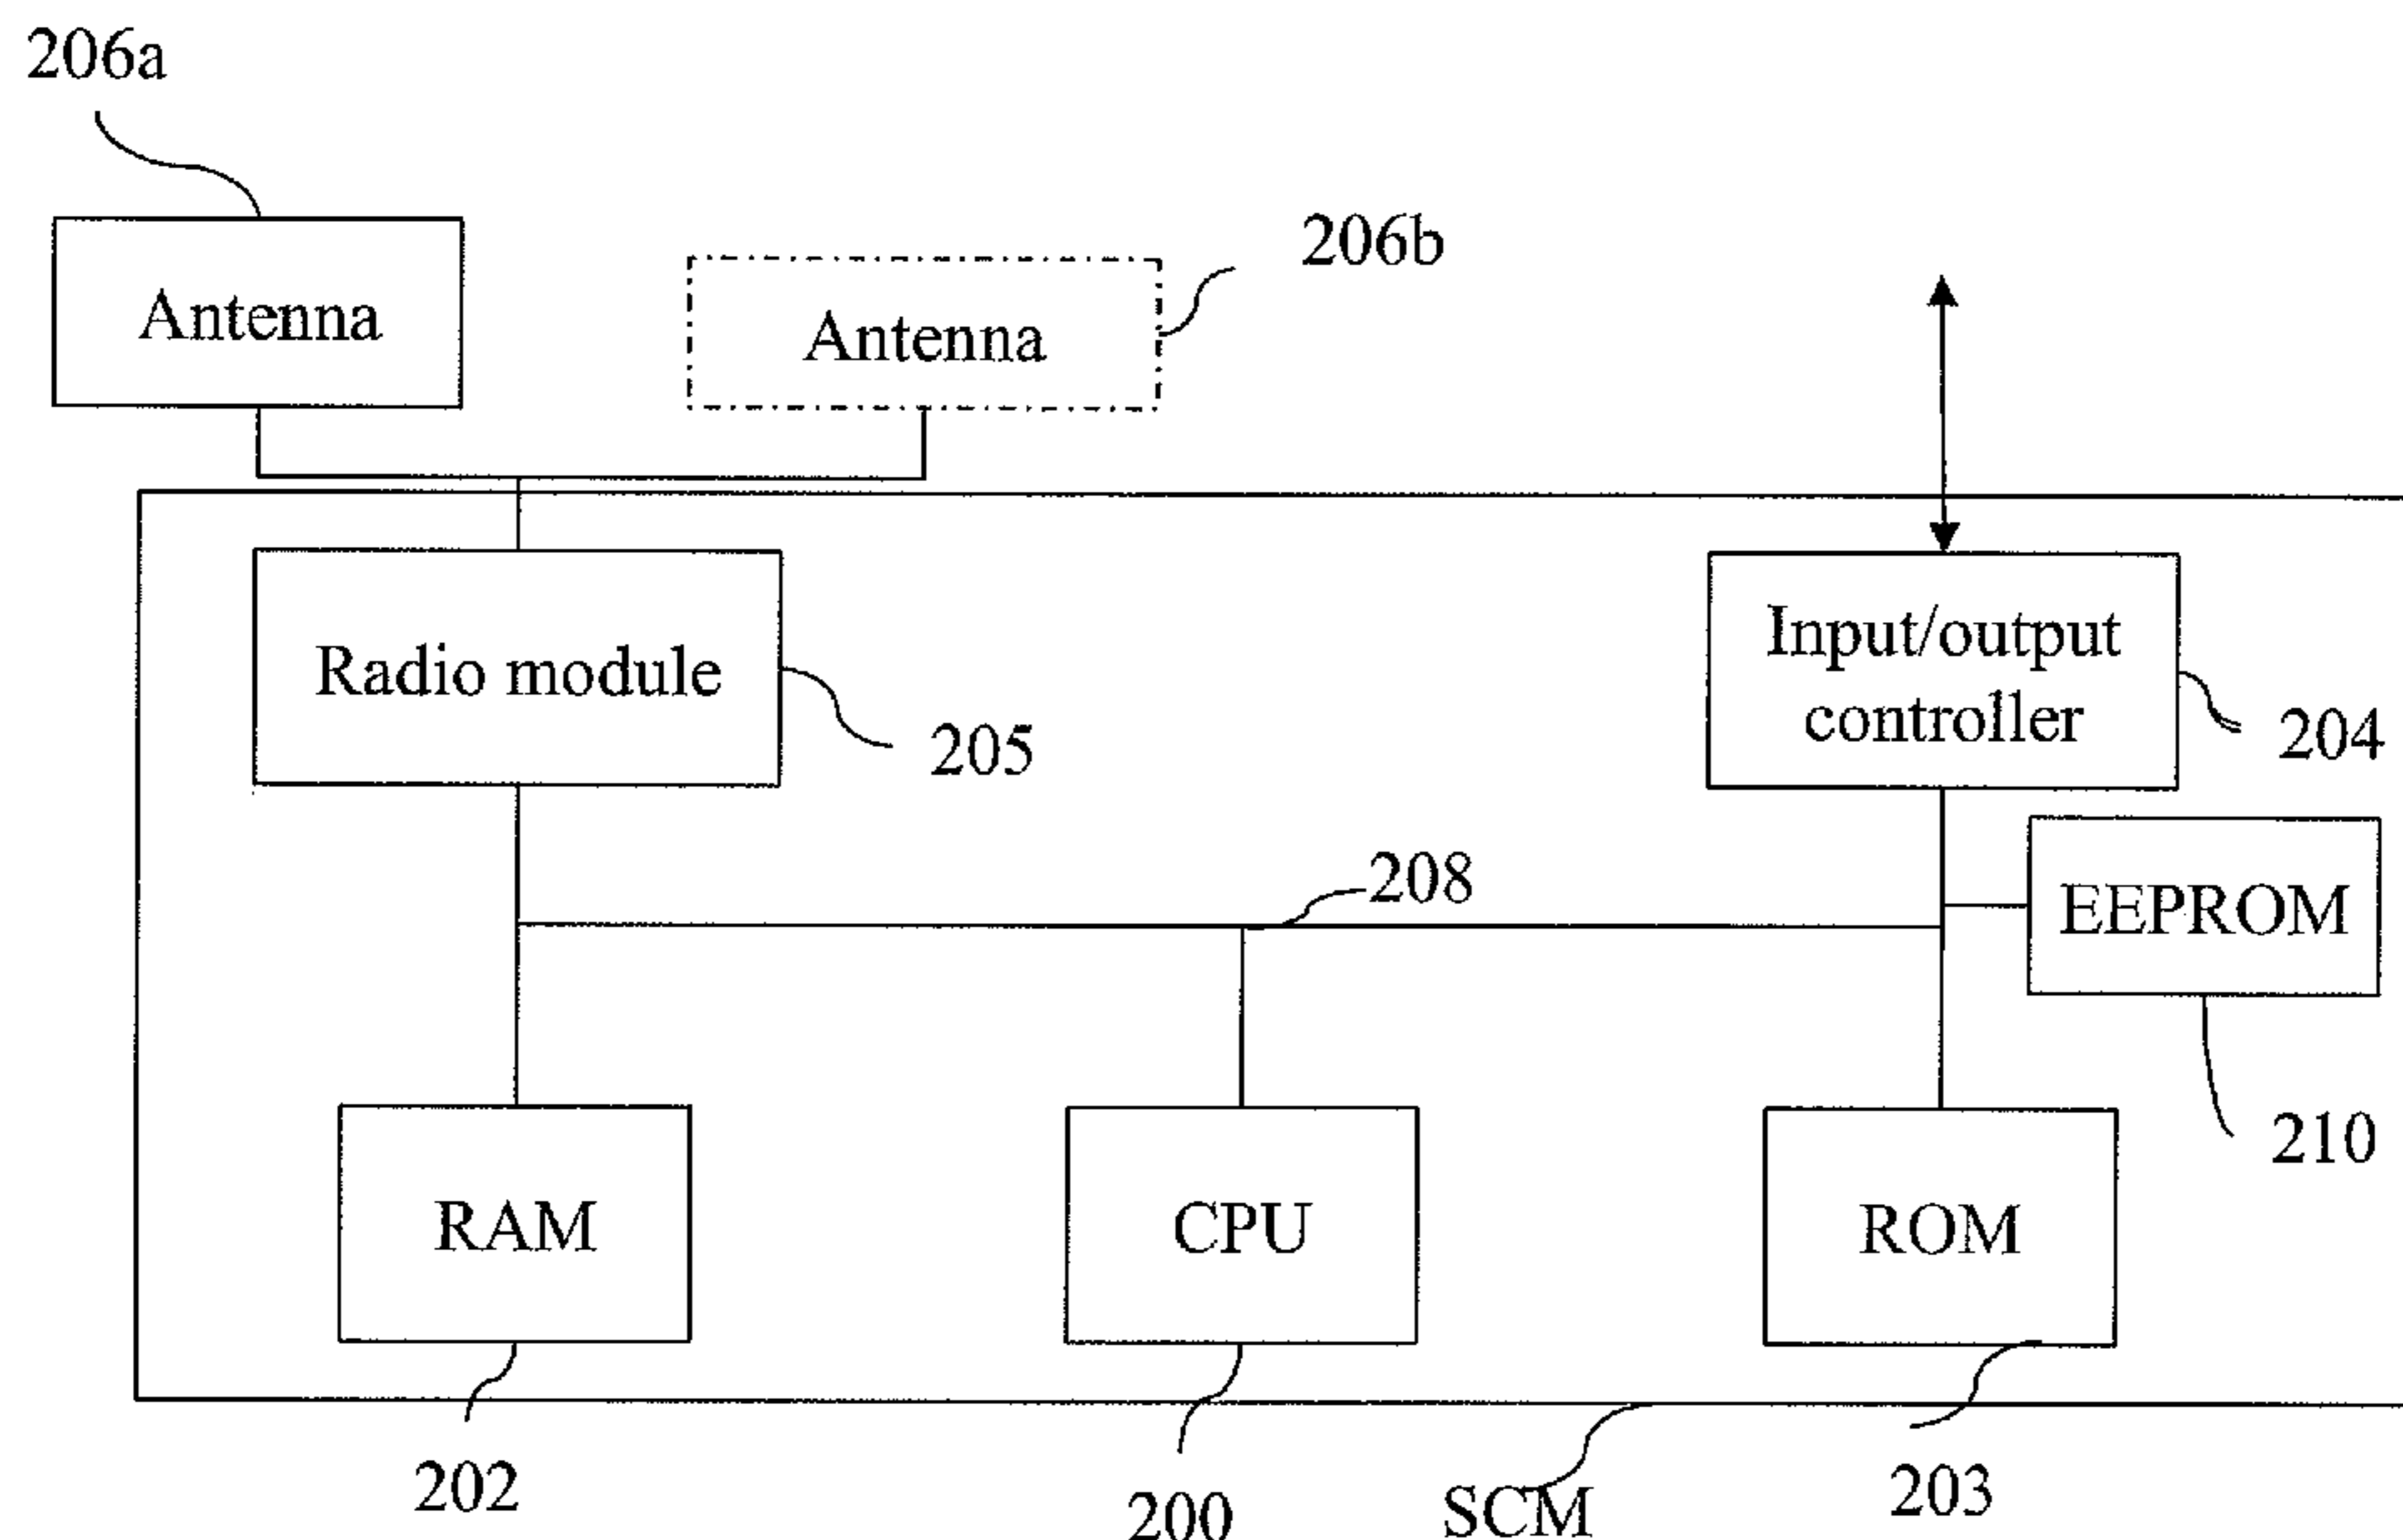 206a
206b
Antenna
Antenna
Input/output
controller
Radio module
204
205
208
EEPROM
210
RAM
CPU
ROM
202
200
SCM
203